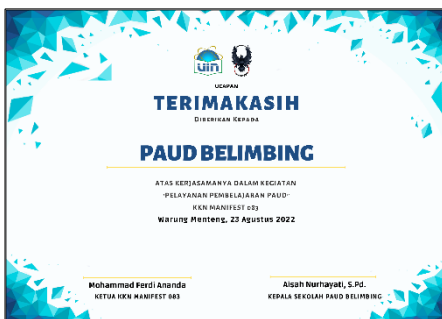 uin
UCAPAN
TERIMAKASIH
DIBERIKAN KEPADA
PAUD BELIMBING
ATAS KERJASAMANYA DALAM KEGIATAN
"PELAYANAN PEMBELAJARAN PAUD"
KKN MANIFEST 083
Warung Menteng, 23 Agustus 2022
Mohammad Ferdi Ananda
KETUA KKN MANIFEST 083
Aisah Nurhayati, S.Pd.
KEPALA SEKOLAH PAUD BELIMBING